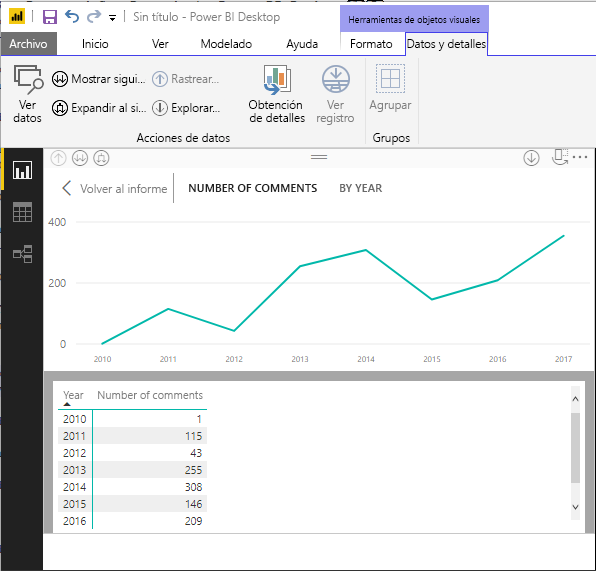 Sin título - Power BI Desktop
Herramientas de objetos visuales
Archivo Inicio Ver Modelado Ayuda Formato Datos y detalles
Ver datos
Mostrar sigui...
Expandir al si...
Rastrear...
Explorar...
Obtención de detalles
Ver registro
Agrupar
Acciones de datos
Grupos
Volver al informe
NUMBER OF COMMENTS BY YEAR
400
200
0
2010 2011 2012 2013 2014 2015 2016 2017
Year Number of comments
2010 1
2011 115
2012 43
2013 255
2014 308
2015 146
2016 209